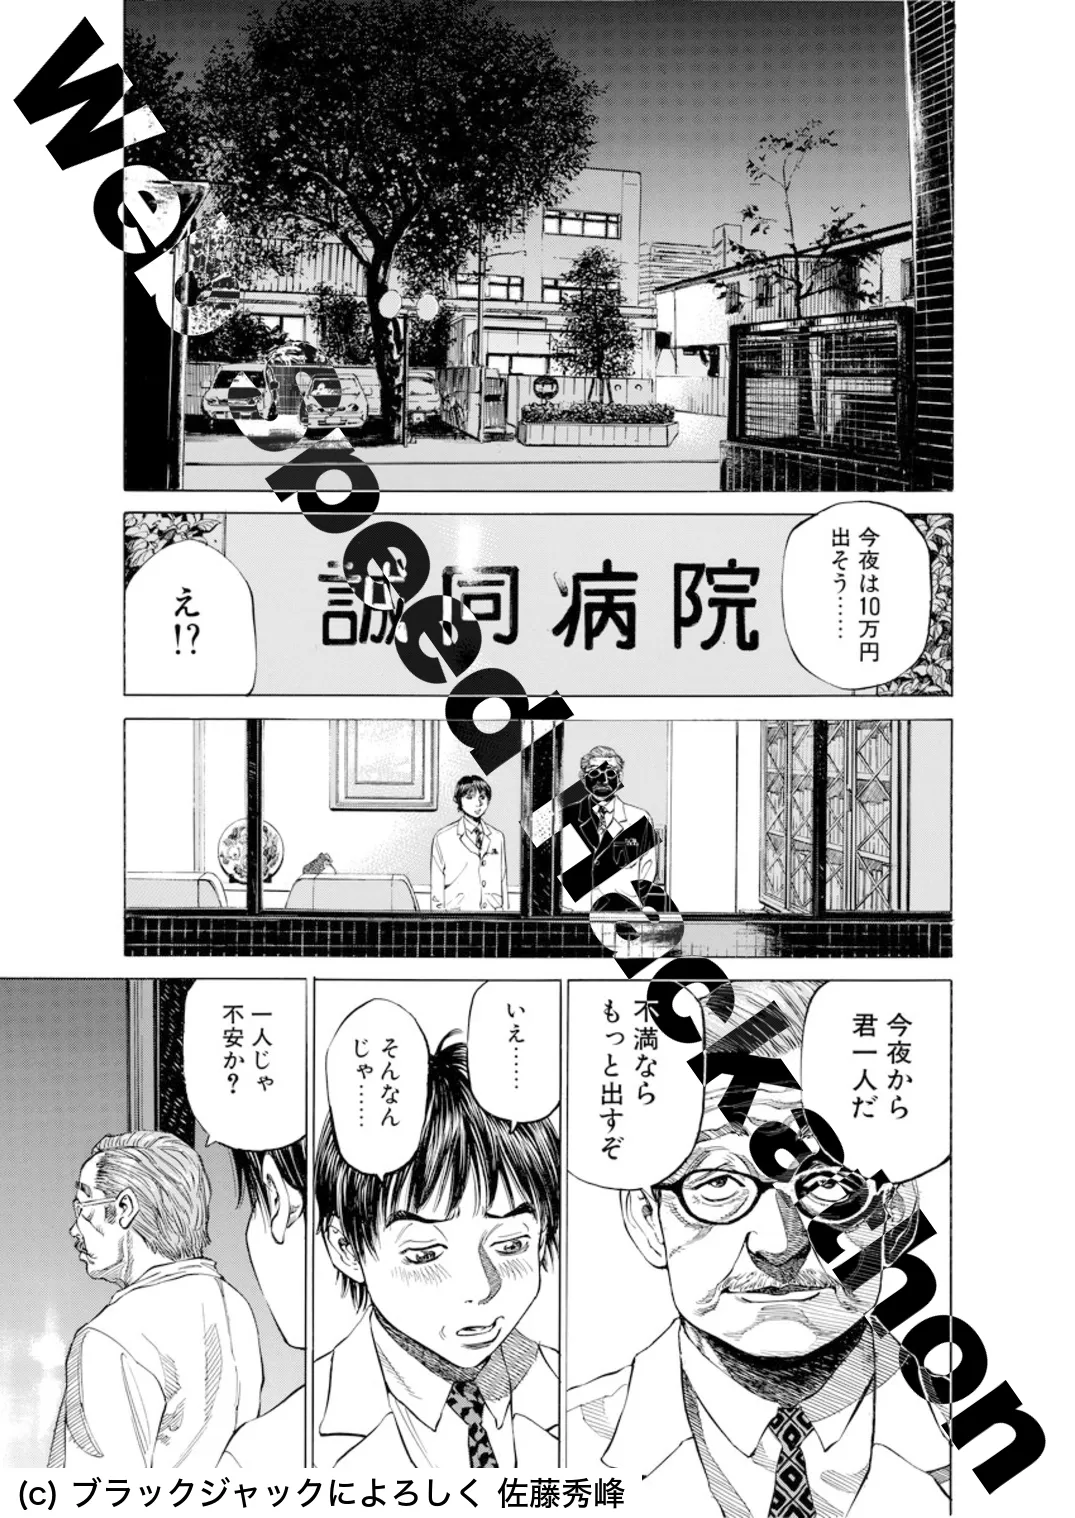 今夜は10万円
出そう……
誠同病院
え!?
今夜から
君一人だ
不満なら
もっと出すぞ
いえ……
そんなん
じゃ……
一人じゃ
不安か?
Webtoepaaperl Hackathon
(c) ブラックジャックによろしく 佐藤秀峰